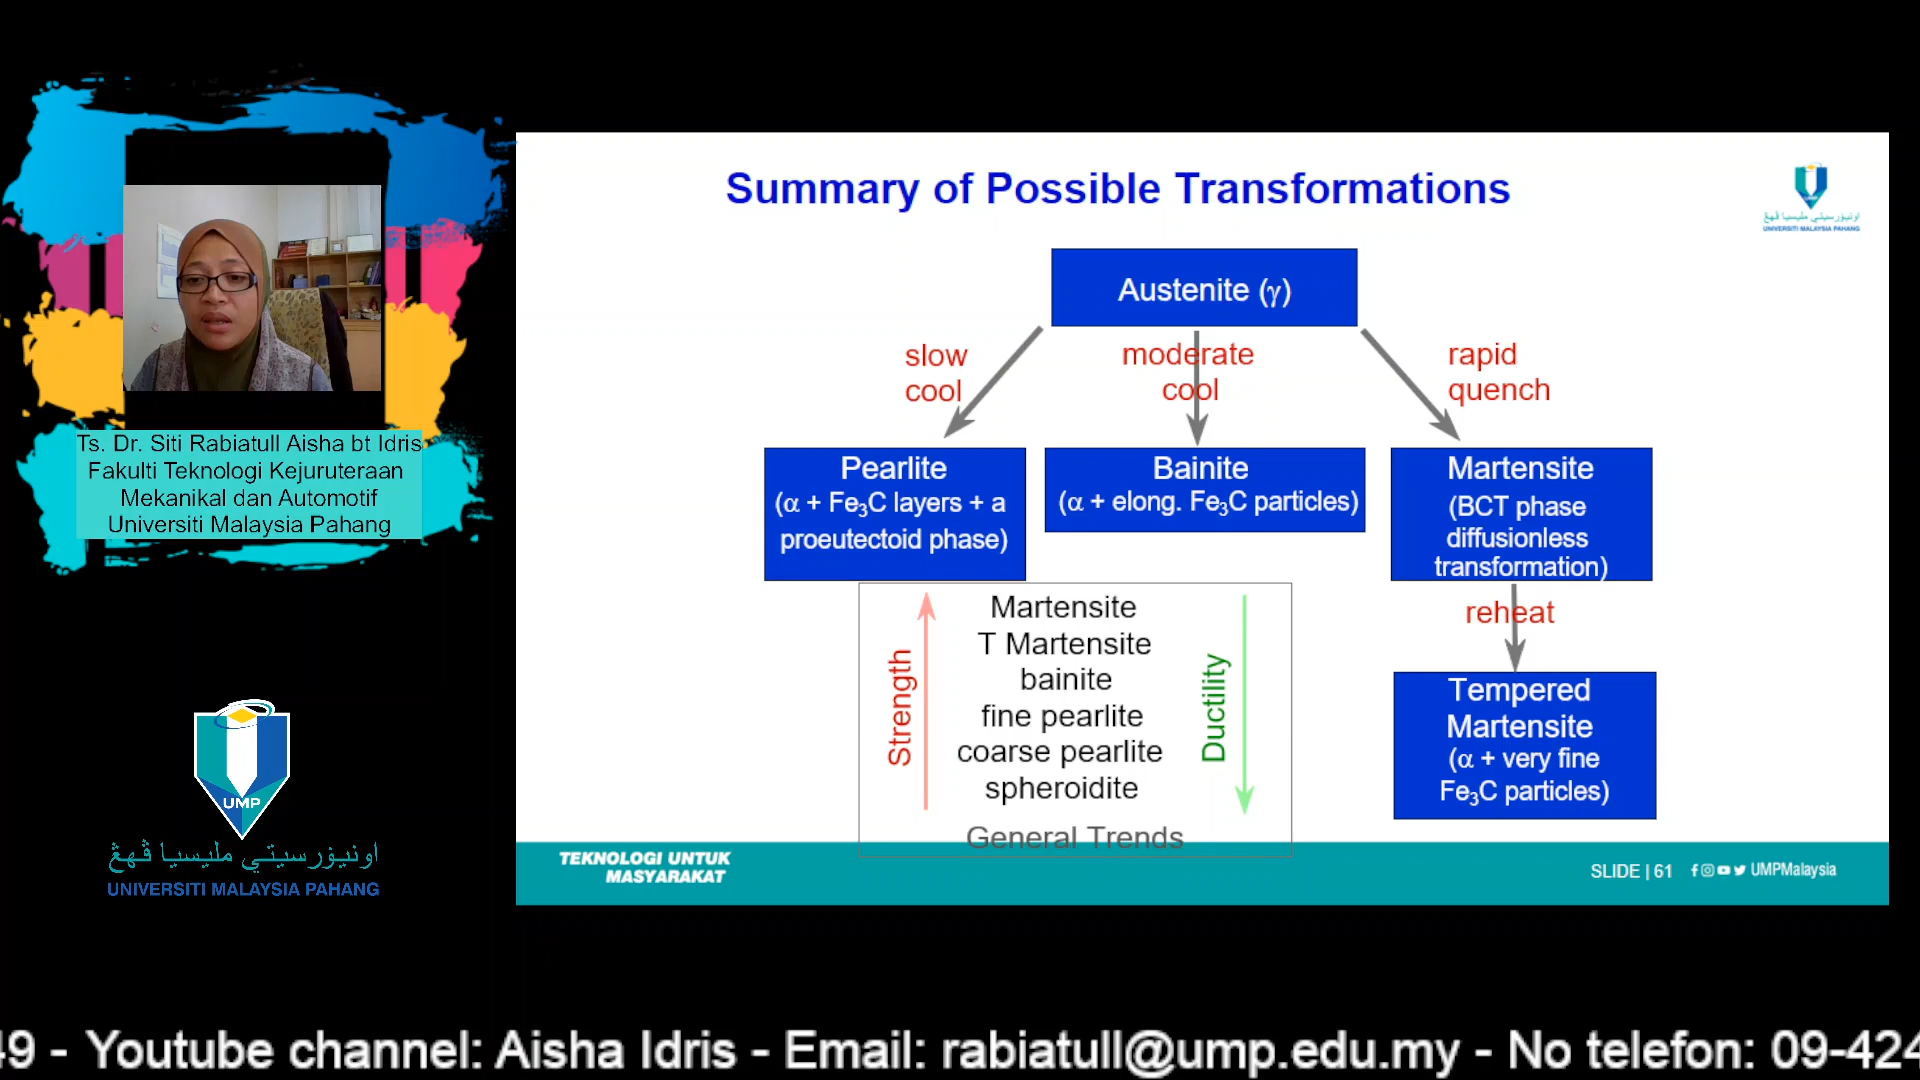 Summary of Possible Transformations
اونيۏرسيتي مليسيا ڤهڠ
UNIVERSITI MALAYSIA PAHANG
Austenite (γ)
slow
cool
moderate
cool
rapid
quench
Pearlite
(α + Fe3C layers + a
proeutectoid phase)
Bainite
(α + elong. Fe3C particles)
Martensite
(BCT phase
diffusionless
transformation)
reheat
Tempered
Martensite
(α + very fine
Fe3C particles)
Strength
Martensite
T Martensite
bainite
fine pearlite
coarse pearlite
spheroidite
General Trends
Ductility
TEKNOLOGI UNTUK
MASYARAKAT
SLIDE | 61
UMPMalaysia
Ts. Dr. Siti Rabiatull Aisha bt Idris
Fakulti Teknologi Kejuruteraan
Mekanikal dan Automotif
Universiti Malaysia Pahang
UMP
اونيۏرسيتي مليسيا ڤهڠ
UNIVERSITI MALAYSIA PAHANG
49 - Youtube channel: Aisha Idris - Email: rabiatull@ump.edu.my - No telefon: 09-424